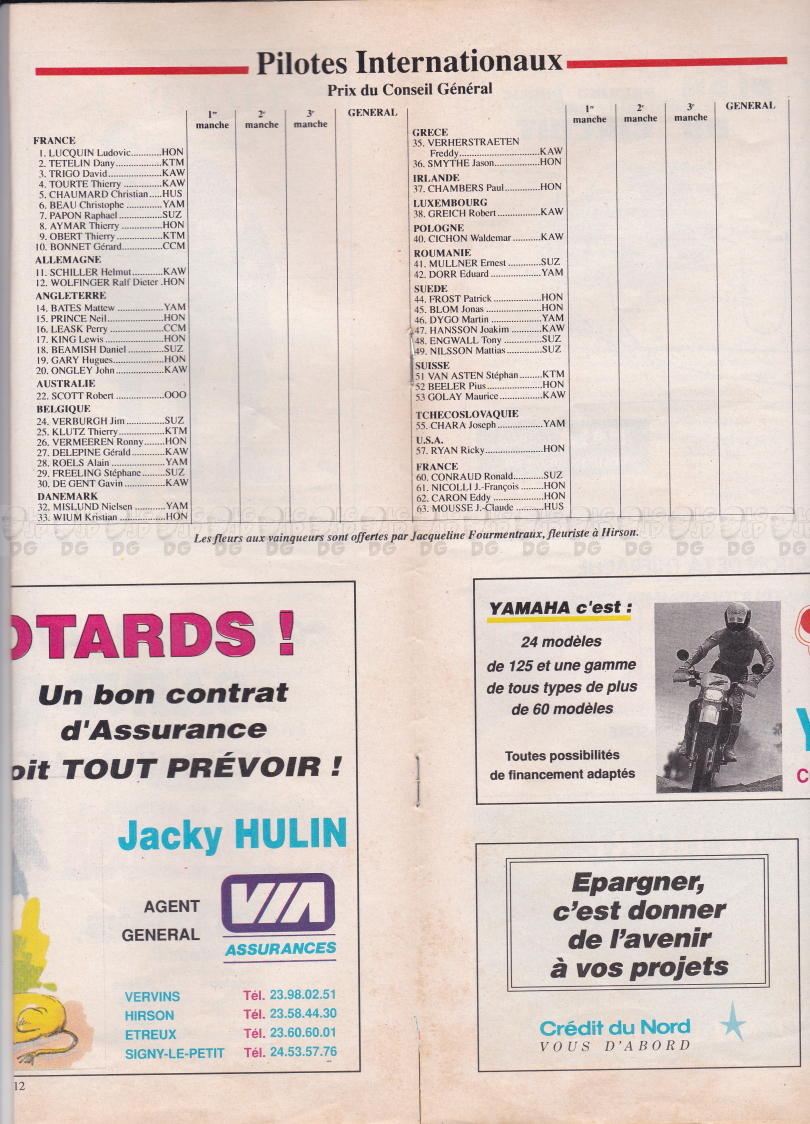 Pilotes Internationaux
Prix du Conseil Général
1re manche 2e manche 3e manche GENERAL
FRANCE
1. LUCQUIN Ludovic...........HON
2. TETELIN Dany.................KTM
3. TRIGO David...................KAW
4. TOURTE Thierry .............KAW
5. CHAUMARD Christian....HUS
6. BEAU Christophe .............YAM
7. PAPON Raphael ...............SUZ
8. AYMAR Thierry ..............HON
9. OBERT Thierry ................KTM
10. BONNET Gérard..............CCM
ALLEMAGNE
11. SCHILLER Helmut...........KAW
12. WOLFINGER Ralf Dieter .HON
ANGLETERRE
14. BATES Mattew ................YAM
15. PRINCE Neil....................HON
16. LEASK Perry ...................CCM
17. KING Lewis ....................HON
18. BEAMISH Daniel ............SUZ
19. GARY Hugues..................HON
20. ONGLEY John .................KAW
AUSTRALIE
22. SCOTT Robert .................OOO
BELGIQUE
24. VERBURGH Jim .............SUZ
25. KLUTZ Thierry................KTM
26. VERMEEREN Ronny.......HON
27. DELEPINE Gérald............KAW
28. ROELS Alain ...................YAM
29. FREELING Stéphane........SUZ
30. DE GENT Gavin ..............KAW
DANEMARK
32. MISLUND Nielsen ...........YAM
33. WIUM Kristian ................HON
1re manche 2e manche 3e manche GENERAL
GRECE
35. VERHERSTRAETEN
Freddy.............................KAW
36. SMYTHE Jason................HON
IRLANDE
37. CHAMBERS Paul............HON
LUXEMBOURG
38. GREICH Robert...............KAW
POLOGNE
40. CICHON Waldemar.........KAW
ROUMANIE
41. MULLNER Ernest ...........SUZ
42. DORR Eduard .................YAM
SUEDE
44. FROST Patrick ................HON
45. BLOM Jonas ...................HON
46. DYGO Martin .................YAM
47. HANSSON Joakim ..........KAW
48. ENGWALL Tony ............SUZ
49. NILSSON Mattias............SUZ
SUISSE
51 VAN ASTEN Stéphan........KTM
52 BEELER Pius....................HON
53 GOLAY Maurice...............KAW
TCHECOSLOVAQUIE
55. CHARA Joseph ................YAM
U.S.A.
57. RYAN Ricky....................HON
FRANCE
60. CONRAUD Ronald..........SUZ
61. NICOLLI J.-François ........HON
62. CARON Eddy .................HON
63. MOUSSE J.-Claude .........HUS
Les fleurs aux vainqueurs sont offertes par Jacqueline Fourmentraux, fleuriste à Hirson.
OTARDS !
Un bon contrat
d'Assurance
oit TOUT PRÉVOIR !
Jacky HULIN
AGENT
GENERAL
VIA
ASSURANCES
VERVINS Tél. 23.98.02.51
HIRSON Tél. 23.58.44.30
ETREUX Tél. 23.60.60.01
SIGNY-LE-PETIT Tél. 24.53.57.76
12
YAMAHA c'est :
24 modèles
de 125 et une gamme
de tous types de plus
de 60 modèles
Toutes possibilités
de financement adaptés
Y
C
Epargner,
c'est donner
de l'avenir
à vos projets
Crédit du Nord
VOUS D'ABORD